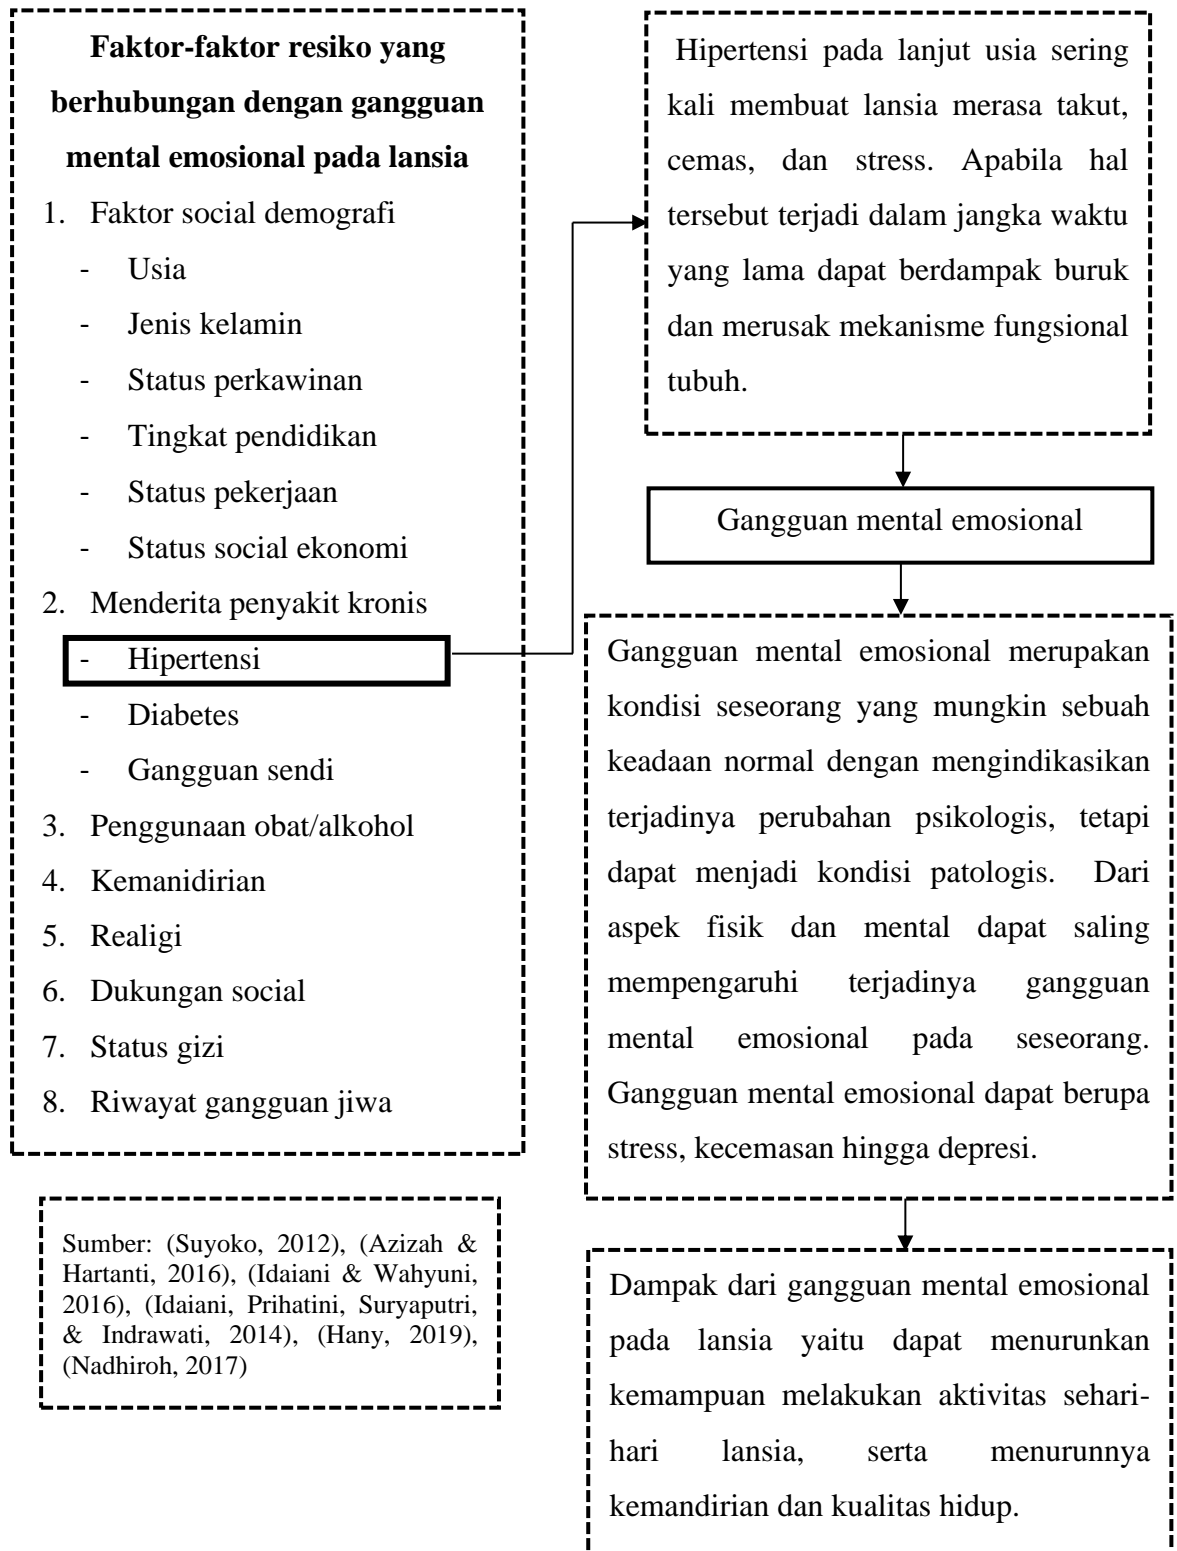 Faktor-faktor resiko yang
berhubungan dengan gangguan
mental emosional pada lansia
1. Faktor social demografi
- Usia
- Jenis kelamin
- Status perkawinan
- Tingkat pendidikan
- Status pekerjaan
- Status social ekonomi
2. Menderita penyakit kronis
- Hipertensi
- Diabetes
- Gangguan sendi
3. Penggunaan obat/alkohol
4. Kemanidirian
5. Realigi
6. Dukungan social
7. Status gizi
8. Riwayat gangguan jiwa
Sumber: (Suyoko, 2012), (Azizah &
Hartanti, 2016), (Idaiani & Wahyuni,
2016), (Idaiani, Prihatini, Suryaputri,
& Indrawati, 2014), (Hany, 2019),
(Nadhiroh, 2017)
Hipertensi pada lanjut usia sering
kali membuat lansia merasa takut,
cemas, dan stress. Apabila hal
tersebut terjadi dalam jangka waktu
yang lama dapat berdampak buruk
dan merusak mekanisme fungsional
tubuh.
Gangguan mental emosional
Gangguan mental emosional merupakan
kondisi seseorang yang mungkin sebuah
keadaan normal dengan mengindikasikan
terjadinya perubahan psikologis, tetapi
dapat menjadi kondisi patologis. Dari
aspek fisik dan mental dapat saling
mempengaruhi terjadinya gangguan
mental emosional pada seseorang.
Gangguan mental emosional dapat berupa
stress, kecemasan hingga depresi.
Dampak dari gangguan mental emosional
pada lansia yaitu dapat menurunkan
kemampuan melakukan aktivitas sehari-
hari lansia, serta menurunnya
kemandirian dan kualitas hidup.